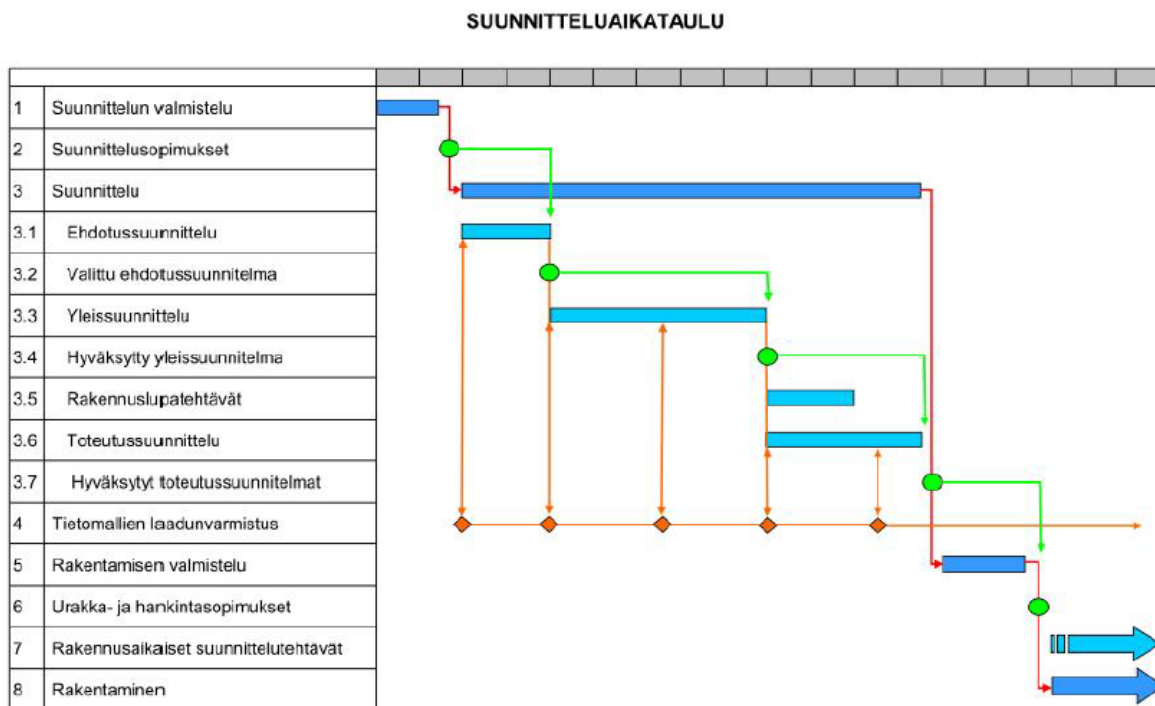 SUUNNITTELUAIKATAULU
1 Suunnittelun valmistelu
2 Suunnittelusopimukset
3 Suunnittelu
3.1 Ehdotussuunnittelu
3.2 Valittu ehdotussuunnitelma
3.3 Yleissuunnittelu
3.4 Hyväksytty yleissuunnitelma
3.5 Rakennuslupatehtävät
3.6 Toteutussuunnittelu
3.7 Hyväksytyt toteutussuunnitelmat
4 Tietomallien laadunvarmistus
5 Rakentamisen valmistelu
6 Urakka- ja hankintasopimukset
7 Rakennusaikaiset suunnittelutehtävät
8 Rakentaminen